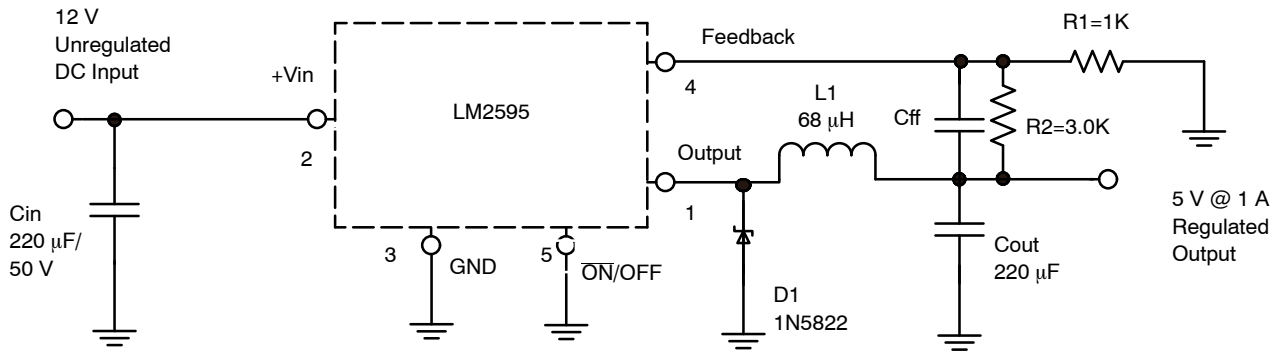 12 V
Unregulated
DC Input
+Vin
2
LM2595
Feedback
4
R1=1K
L1
68 μH
Cff
R2=3.0K
Output
1
5 V @ 1 A
Regulated
Output
Cin
220 μF/
50 V
3
GND
5
ON/OFF
D1
1N5822
Cout
220 μF